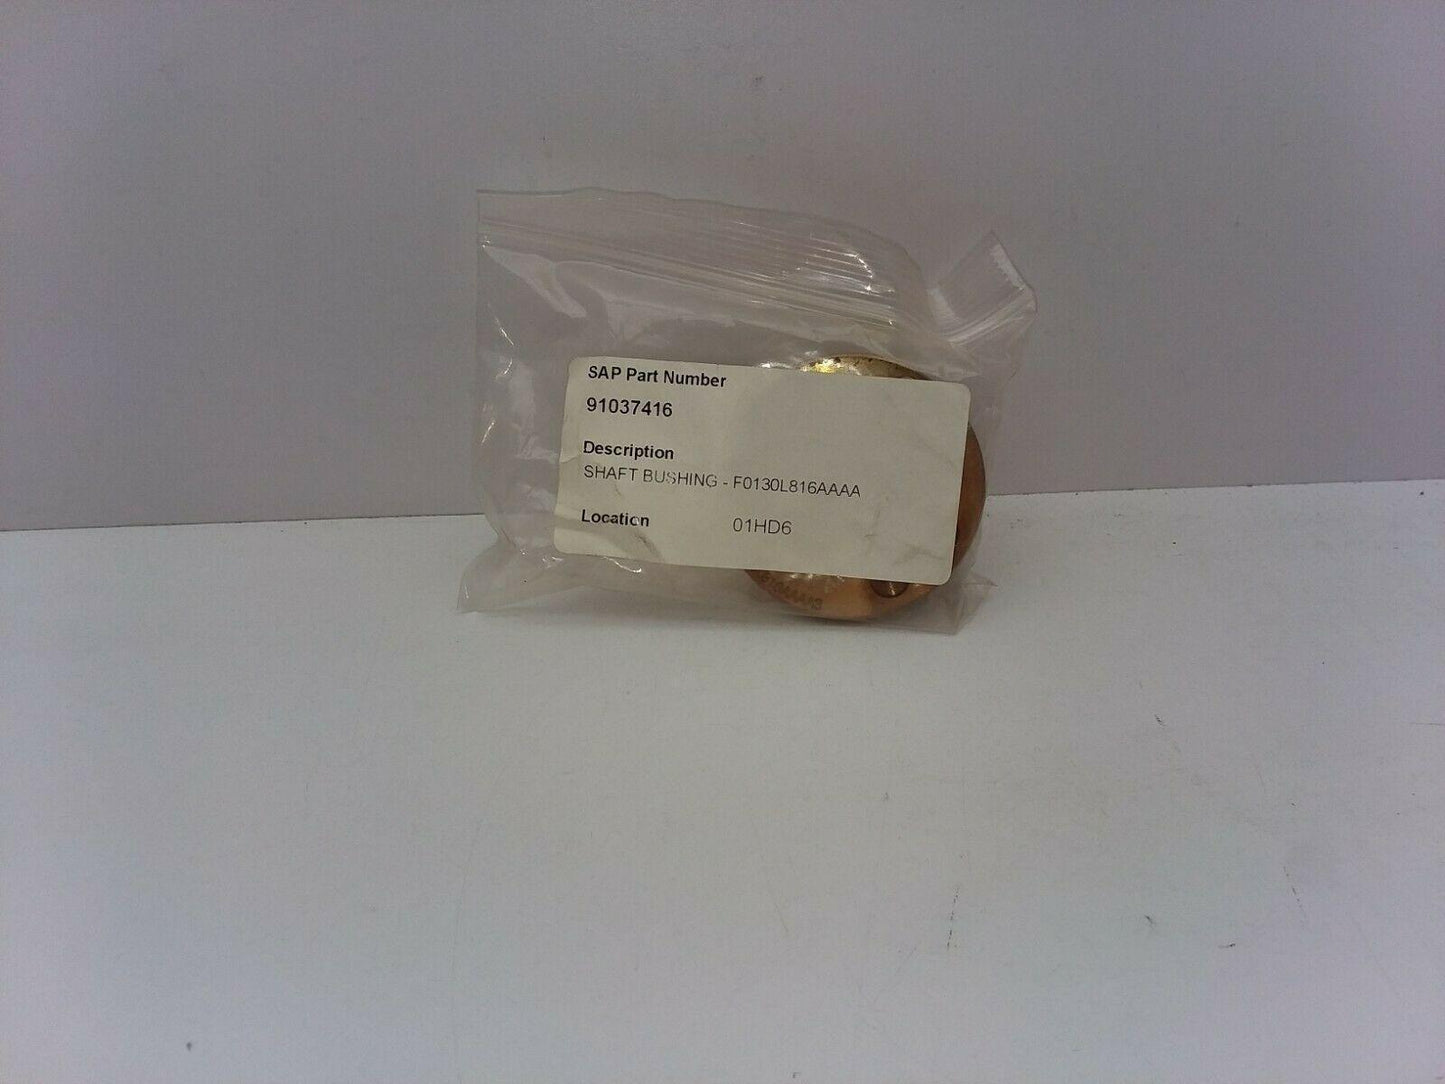 SAP Part Number
91037416
Description
SHAFT BUSHING - F0130L816AAAA
Location 01HD6